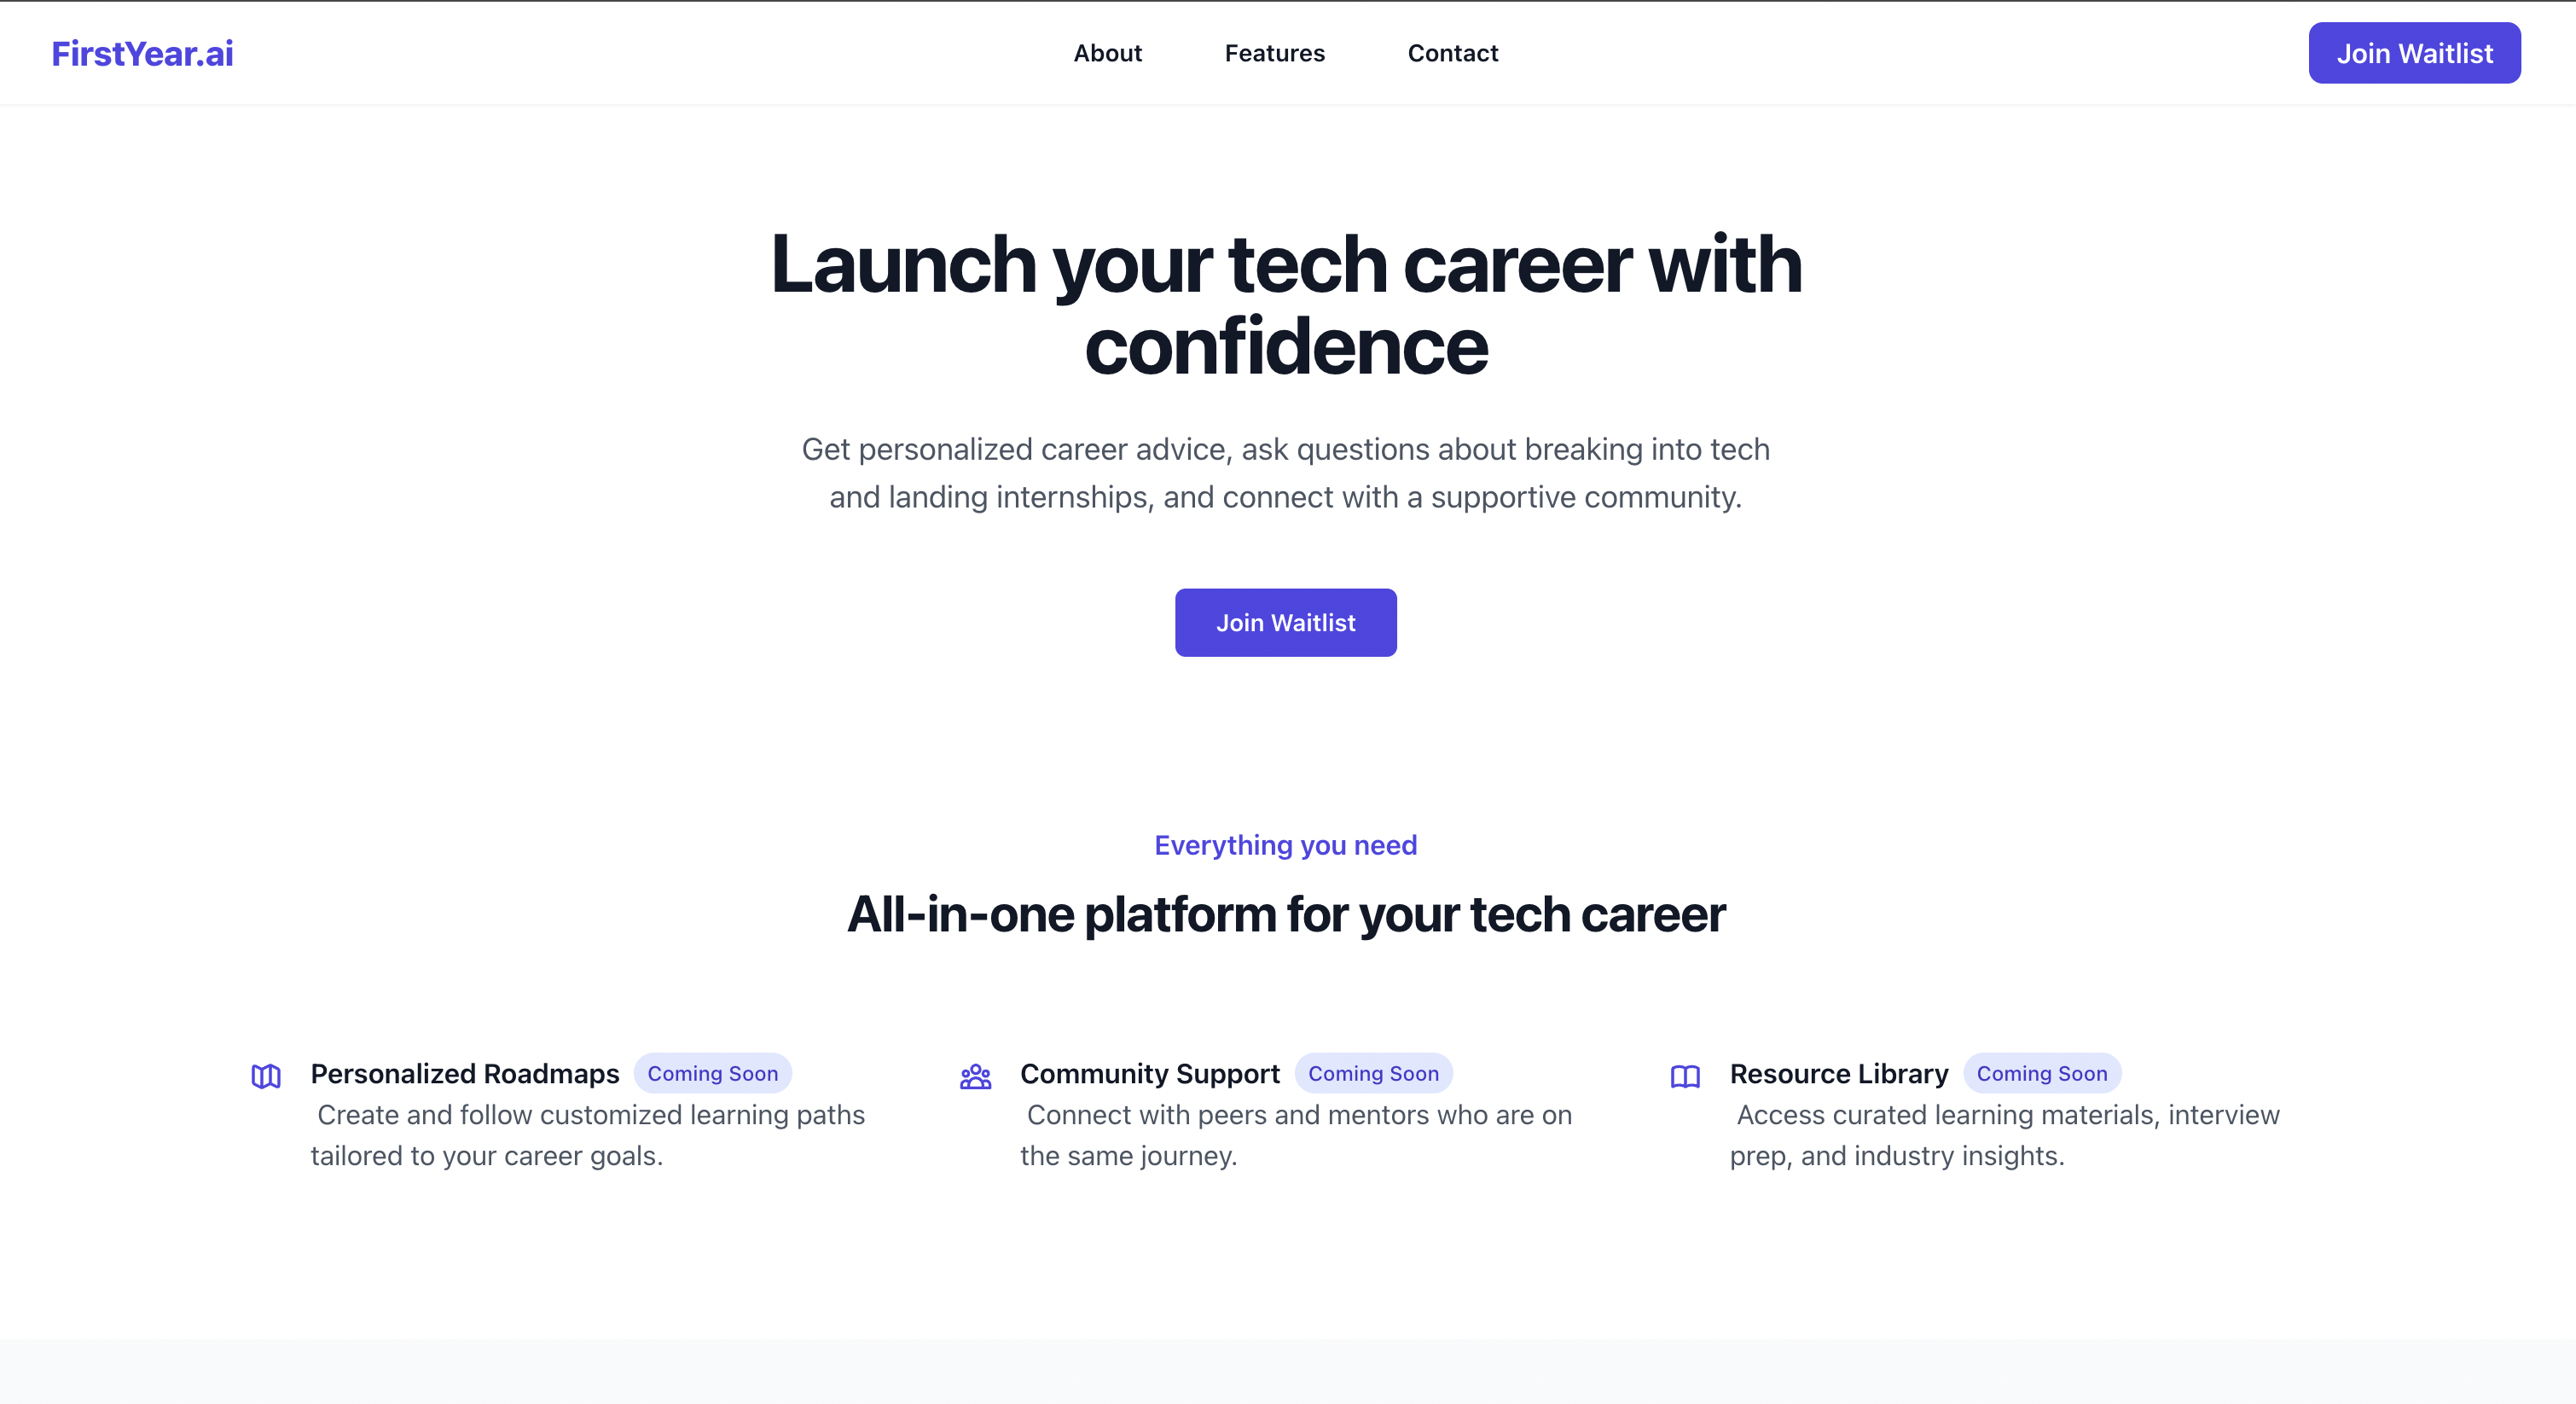 FirstYear.ai
About
Features
Contact
Join Waitlist
Launch your tech career with
confidence
Get personalized career advice, ask questions about breaking into tech
and landing internships, and connect with a supportive community.
Join Waitlist
Everything you need
All-in-one platform for your tech career
Personalized Roadmaps Coming Soon
Create and follow customized learning paths
tailored to your career goals.
Community Support Coming Soon
Connect with peers and mentors who are on
the same journey.
Resource Library Coming Soon
Access curated learning materials, interview
prep, and industry insights.